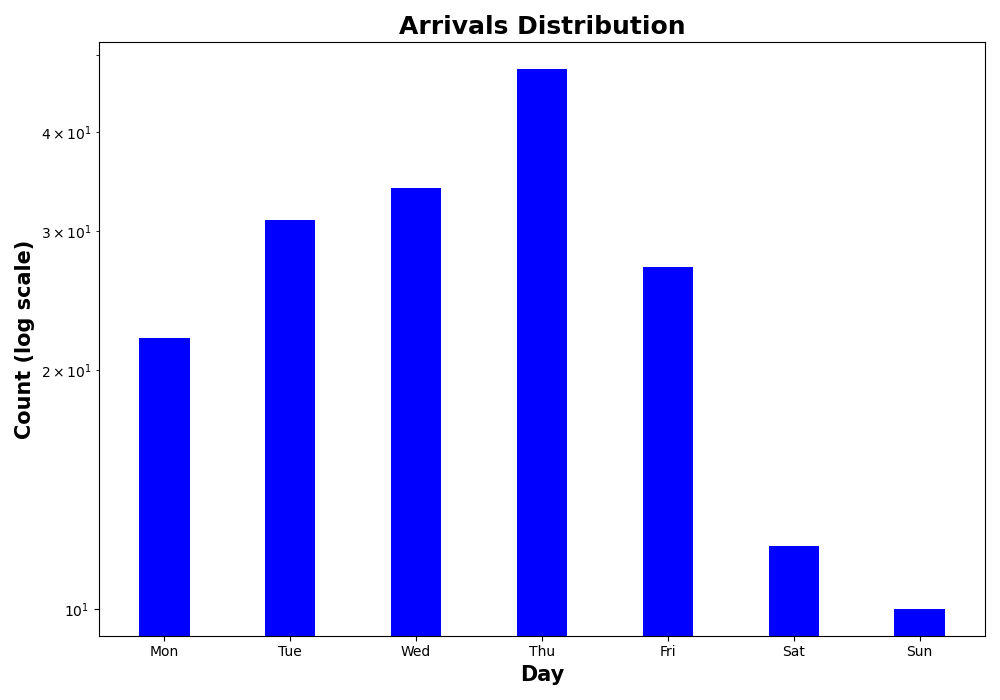 Arrivals Distribution
Count (log scale)
4 × 10¹
3 × 10¹
2 × 10¹
10¹
Mon Tue Wed Thu Fri Sat Sun
Day